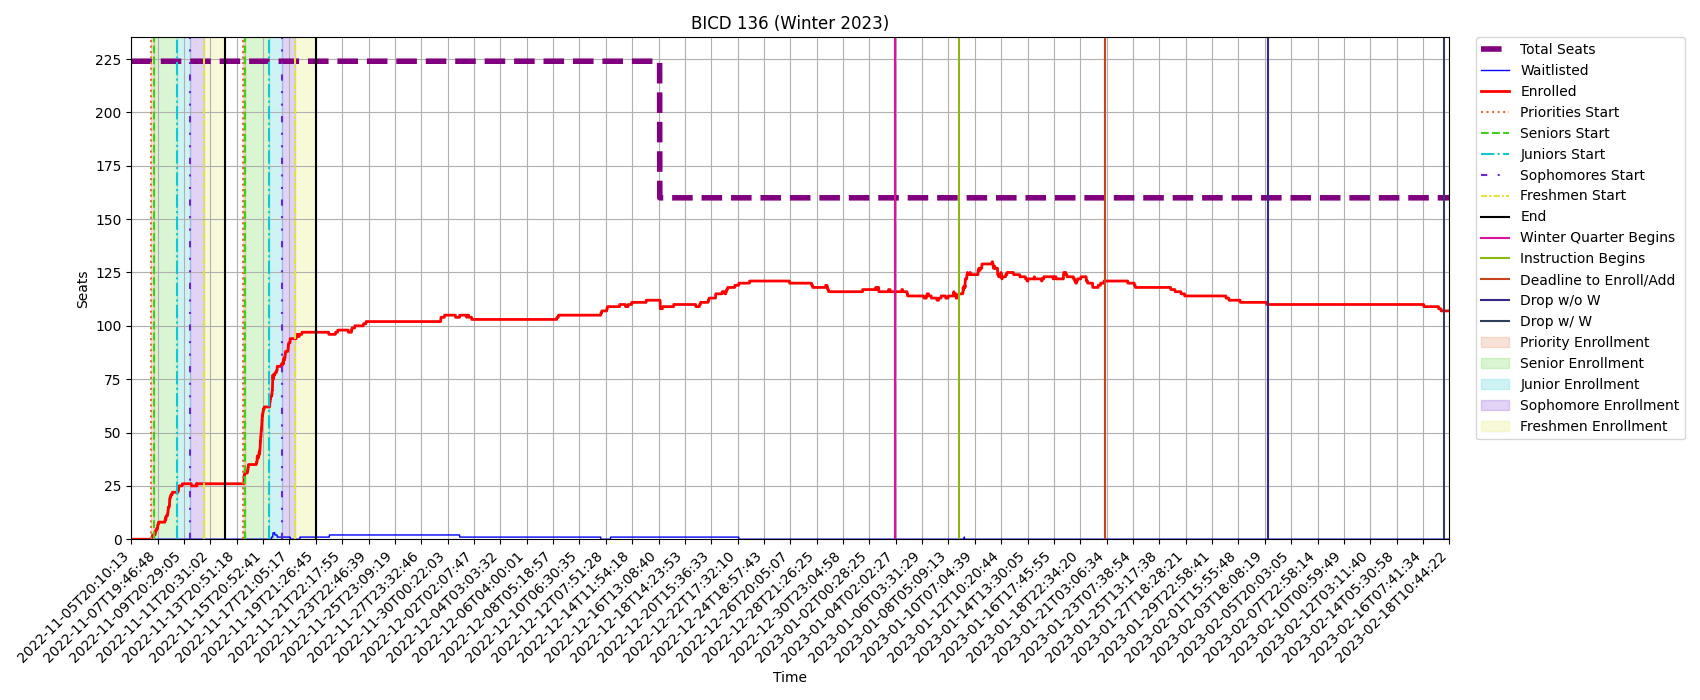 BICD 136 (Winter 2023)
Seats
225
200
175
150
125
100
75
50
25
0
2022-11-05T20:10:13
2022-11-07T19:46:48
2022-11-09T20:29:05
2022-11-11T20:31:02
2022-11-13T20:51:18
2022-11-15T20:52:41
2022-11-17T21:05:17
2022-11-19T21:26:45
2022-11-21T22:17:55
2022-11-23T22:46:39
2022-11-25T23:09:19
2022-11-27T23:32:46
2022-11-30T00:22:03
2022-12-02T02:07:47
2022-12-04T03:03:32
2022-12-06T04:00:01
2022-12-08T05:18:57
2022-12-10T06:30:35
2022-12-12T07:51:28
2022-12-14T11:54:18
2022-12-16T13:08:40
2022-12-18T14:23:53
2022-12-20T15:36:33
2022-12-22T17:32:10
2022-12-24T18:57:43
2022-12-26T20:05:07
2022-12-28T21:26:25
2022-12-30T23:04:58
2023-01-02T00:28:25
2023-01-04T02:02:27
2023-01-06T03:31:29
2023-01-08T05:09:13
2023-01-10T07:04:39
2023-01-12T10:20:44
2023-01-14T13:30:05
2023-01-16T17:45:55
2023-01-18T22:34:20
2023-01-21T03:06:34
2023-01-23T07:38:54
2023-01-25T13:17:38
2023-01-27T18:28:21
2023-01-29T22:58:41
2023-02-01T15:55:48
2023-02-03T18:08:19
2023-02-05T20:03:05
2023-02-07T22:58:14
2023-02-10T00:59:49
2023-02-12T03:11:40
2023-02-14T05:30:58
2023-02-16T07:41:34
2023-02-18T10:44:22
Time
Total Seats
Waitlisted
Enrolled
Priorities Start
Seniors Start
Juniors Start
Sophomores Start
Freshmen Start
End
Winter Quarter Begins
Instruction Begins
Deadline to Enroll/Add
Drop w/o W
Drop w/ W
Priority Enrollment
Senior Enrollment
Junior Enrollment
Sophomore Enrollment
Freshmen Enrollment